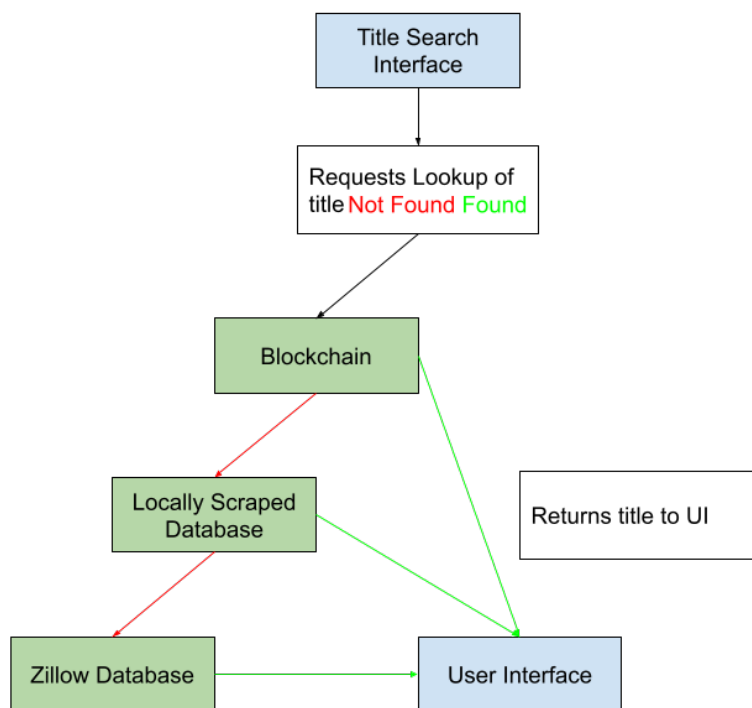 Title Search
Interface
Requests Lookup of
title Not Found Found
Blockchain
Locally Scraped
Database
Returns title to UI
Zillow Database
User Interface